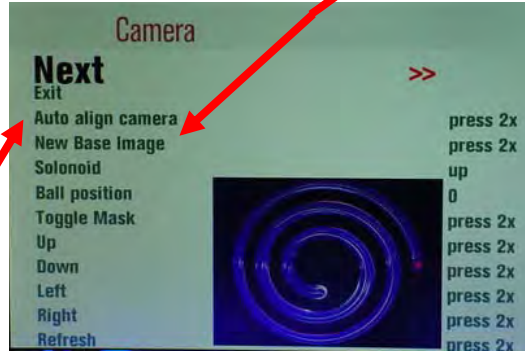 Camera
Next >>
Exit
Auto align camera press 2x
New Base Image press 2x
Solonoid up
Ball position 0
Toggle Mask press 2x
Up press 2x
Down press 2x
Left press 2x
Right press 2x
Refresh press 2x